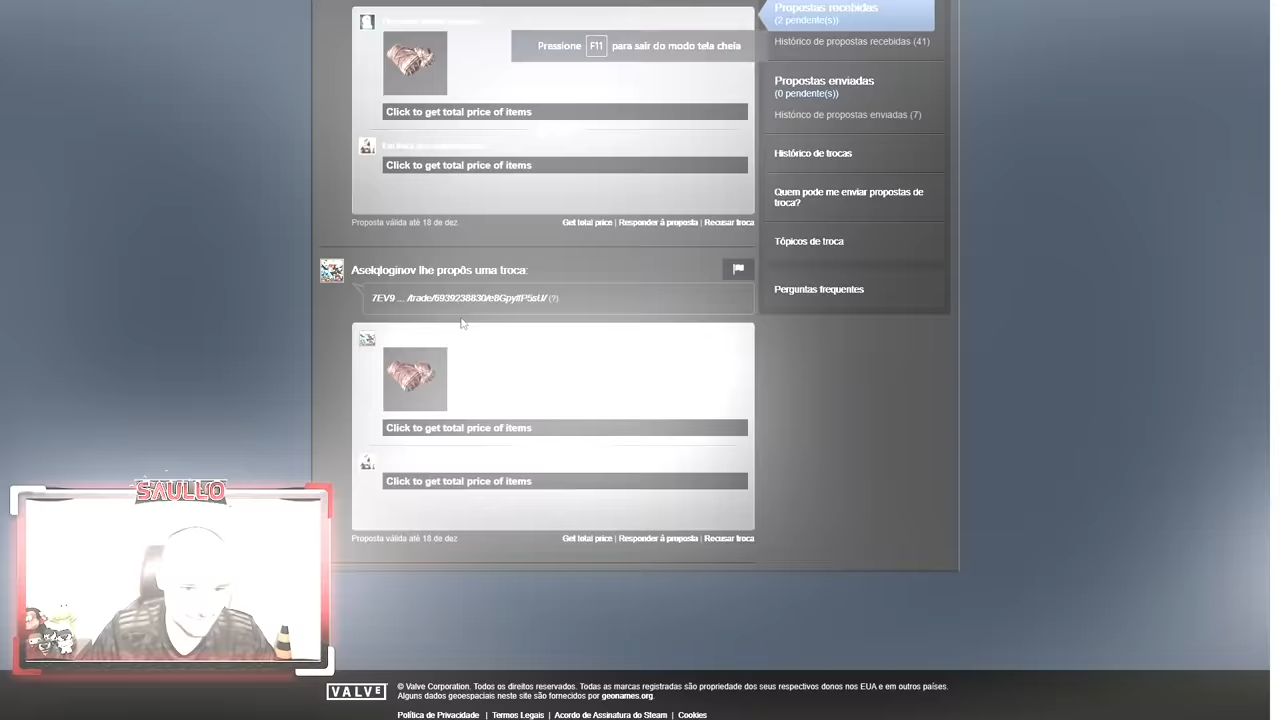 Propostas recebidas
(2 pendente(s))
Histórico de propostas recebidas (41)
Pressione F11 para sair do modo tela cheia
Click to get total price of items
Propostas enviadas
(0 pendente(s))
Histórico de propostas enviadas (7)
Click to get total price of items
Histórico de trocas
Quem pode me enviar propostas de
troca?
Proposta válida até 18 de dez
Get total price | Responder à proposta | Recusar troca
Tópicos de troca
Aselqloginov lhe propôs uma troca:
Perguntas frequentes
7EV9 ... /trade/6939238830/e8GpyifP5sU/ (?)
Click to get total price of items
Click to get total price of items
Proposta válida até 18 de dez
Get total price | Responder à proposta | Recusar troca
SAULLO
VALVE
© Valve Corporation. Todos os direitos reservados. Todas as marcas registradas são propriedade dos seus respectivos donos nos EUA e em outros países.
Alguns dados geoespaciais neste site são fornecidos por geonames.org.
Política de Privacidade | Termos Legais | Acordo de Assinatura do Steam | Cookies